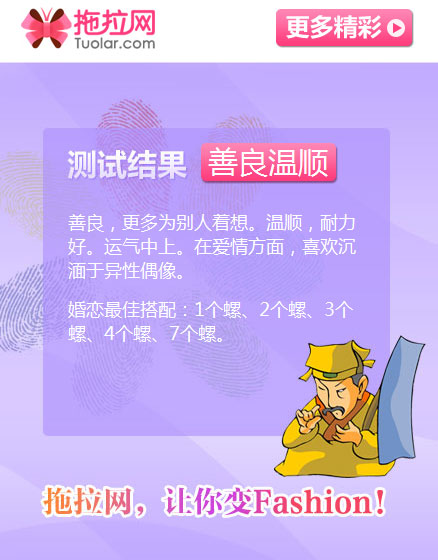 拖拉网
Tuolar.com
更多精彩
测试结果 善良温顺
善良，更多为别人着想。温顺，耐力
好。运气中上。在爱情方面，喜欢沉
湎于异性偶像。
婚恋最佳搭配：1个螺、2个螺、3个
螺、4个螺、7个螺。
拖拉网，让你变Fashion！